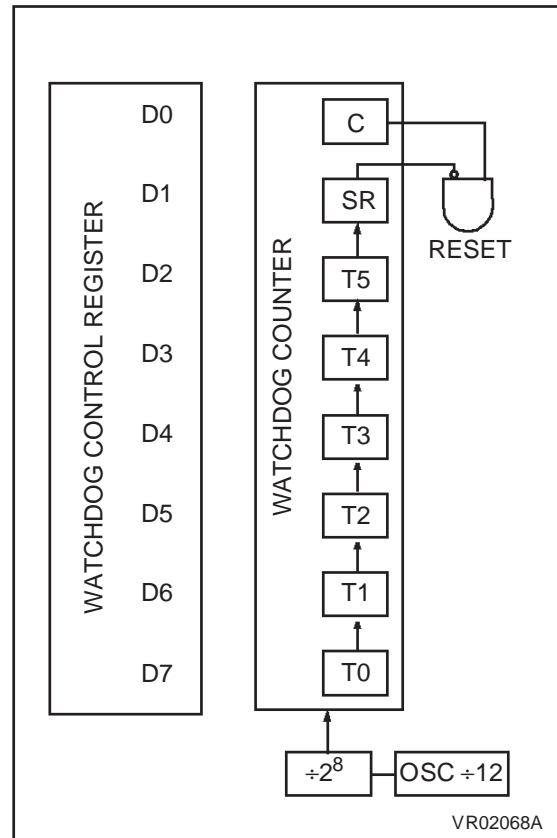 WATCHDOG CONTROL REGISTER
D0
D1
D2
D3
D4
D5
D6
D7
WATCHDOG COUNTER
C
SR
T5
T4
T3
T2
T1
T0
RESET
÷2⁸
OSC ÷12
VR02068A